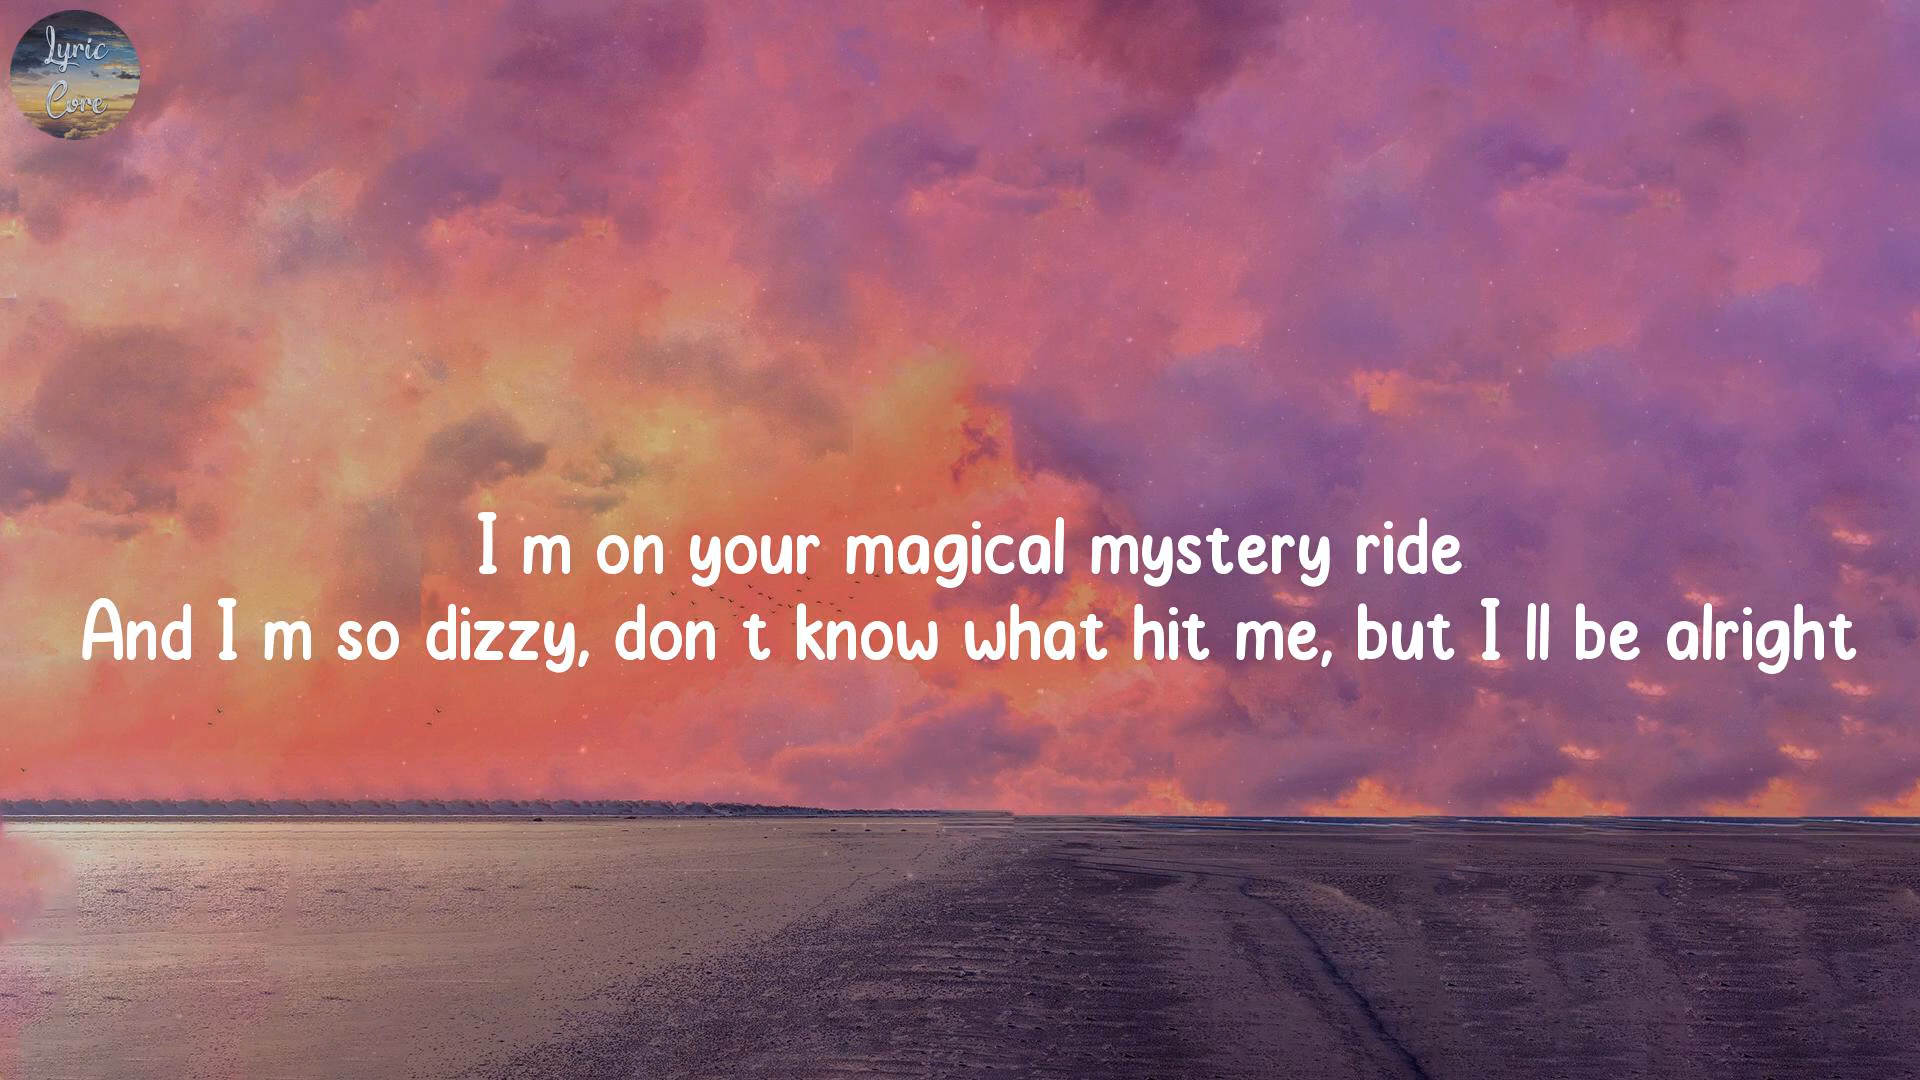 Lyric
Core
I m on your magical mystery ride
And I m so dizzy, don t know what hit me, but I ll be alright